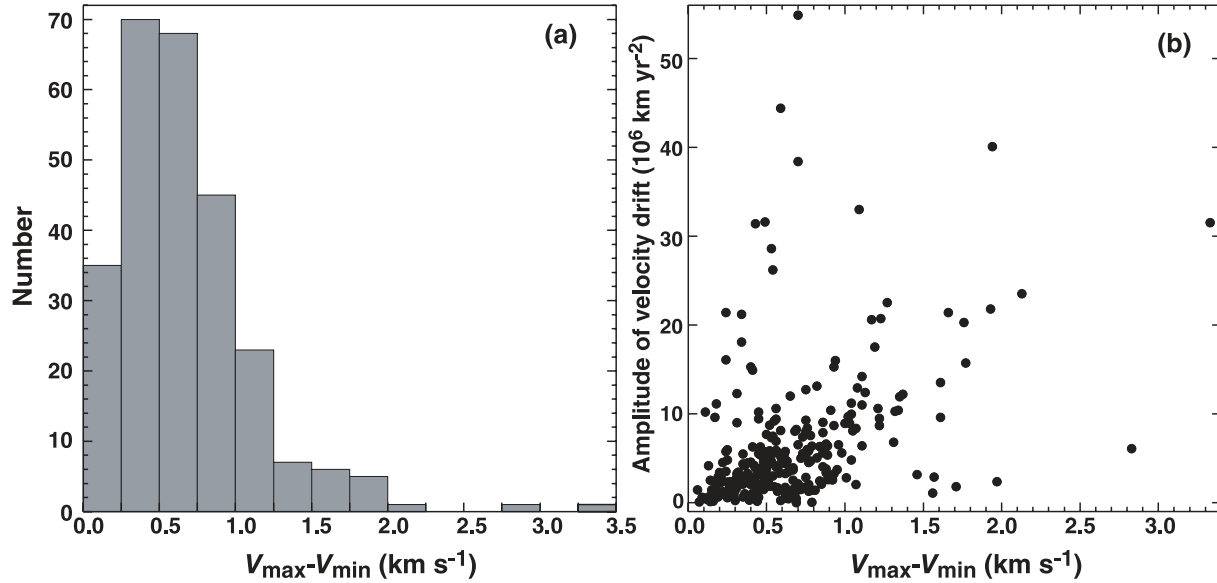 (a)
Number
70
60
50
40
30
20
10
0
0.0 0.5 1.0 1.5 2.0 2.5 3.0 3.5
Vmax-Vmin (km s-1)
(b)
Amplitude of velocity drift (10⁶ km yr-2)
50
40
30
20
10
0
0.0 0.5 1.0 1.5 2.0 2.5 3.0
Vmax-Vmin (km s-1)